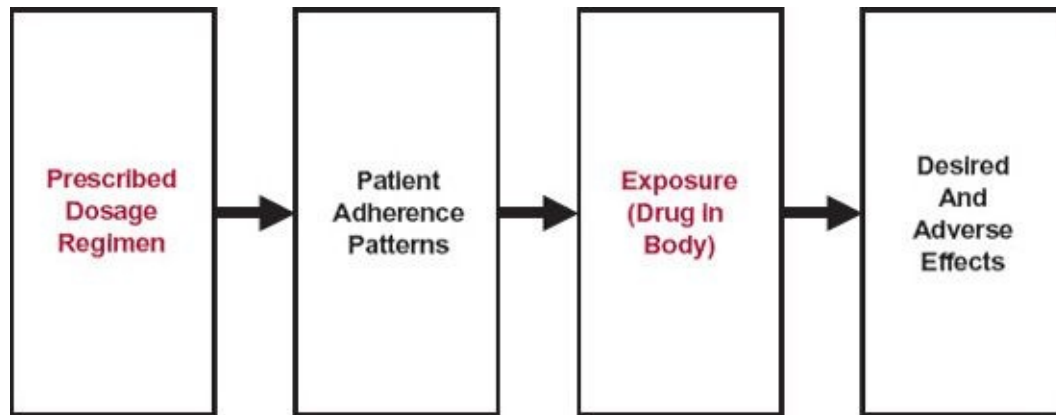 Prescribed
Dosage
Regimen
Patient
Adherence
Patterns
Exposure
(Drug in
Body)
Desired
And
Adverse
Effects